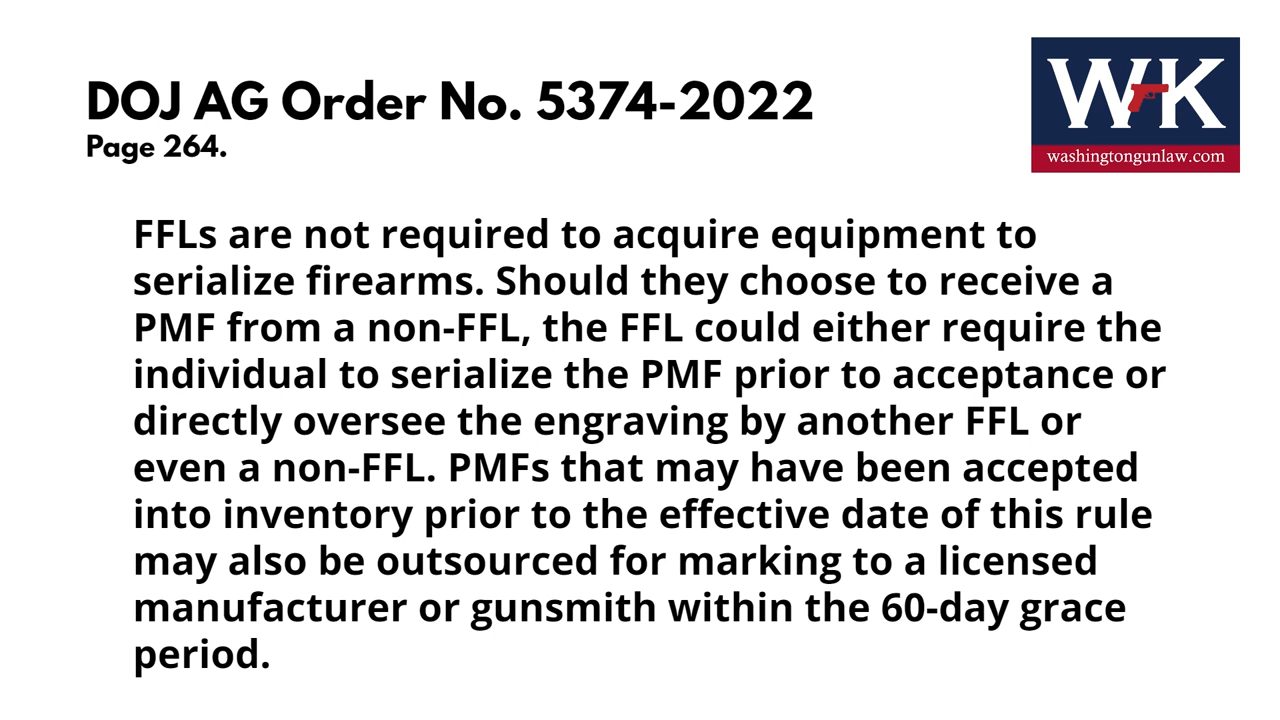 DOJ AG Order No. 5374-2022
Page 264.
WK
washingtongunlaw.com
FFLs are not required to acquire equipment to
serialize firearms. Should they choose to receive a
PMF from a non-FFL, the FFL could either require the
individual to serialize the PMF prior to acceptance or
directly oversee the engraving by another FFL or
even a non-FFL. PMFs that may have been accepted
into inventory prior to the effective date of this rule
may also be outsourced for marking to a licensed
manufacturer or gunsmith within the 60-day grace
period.